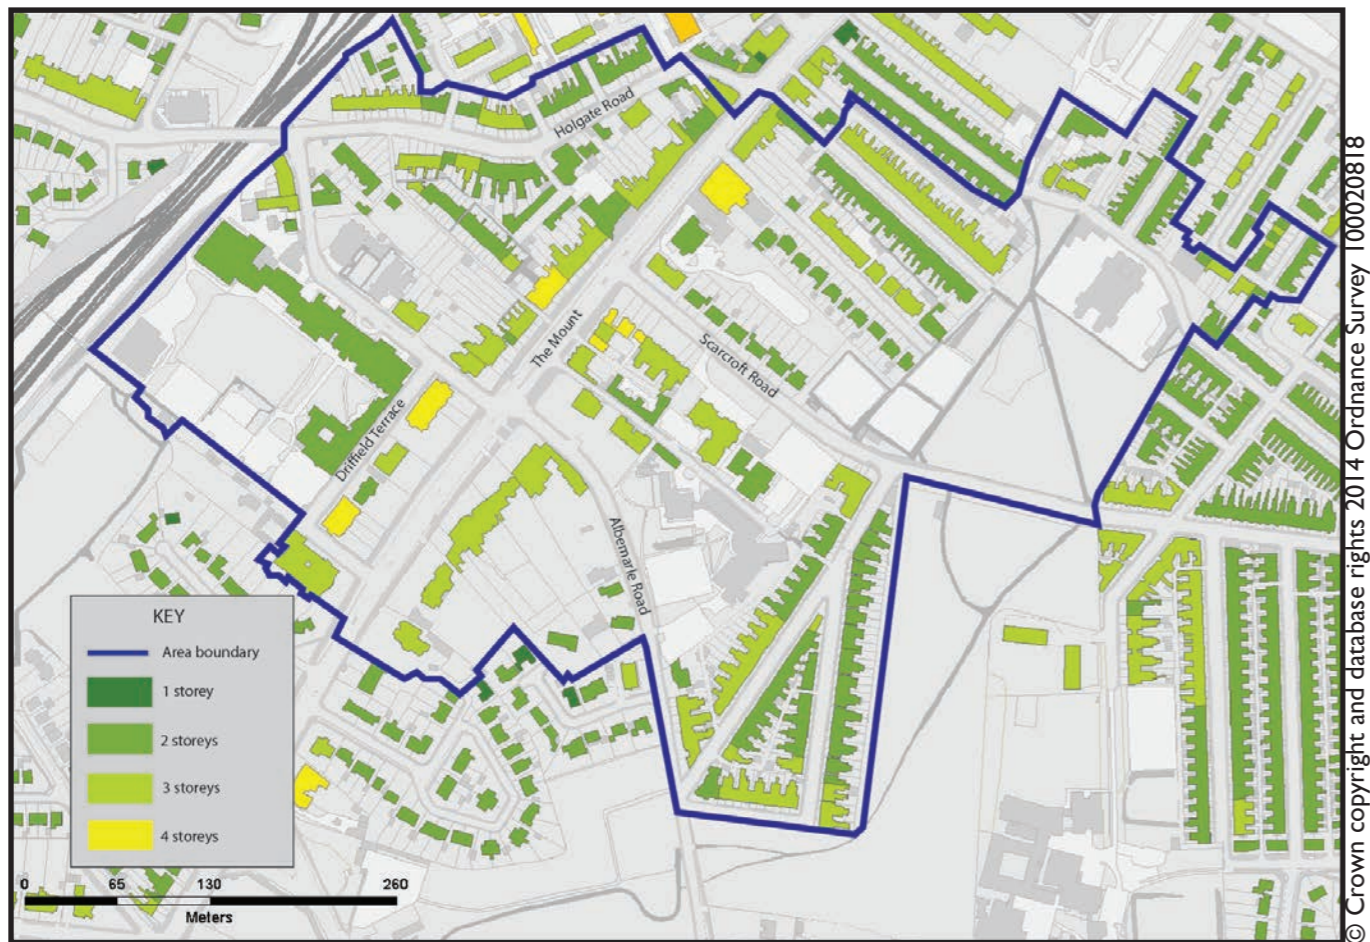 Holgate Road
The Mount
Scarcroft Road
Driffield Terrace
Albemarle Road
KEY
Area boundary
1 storey
2 storeys
3 storeys
4 storeys
0 65 130 260
Meters
© Crown copyright and database rights 2014 Ordnance Survey 100020818